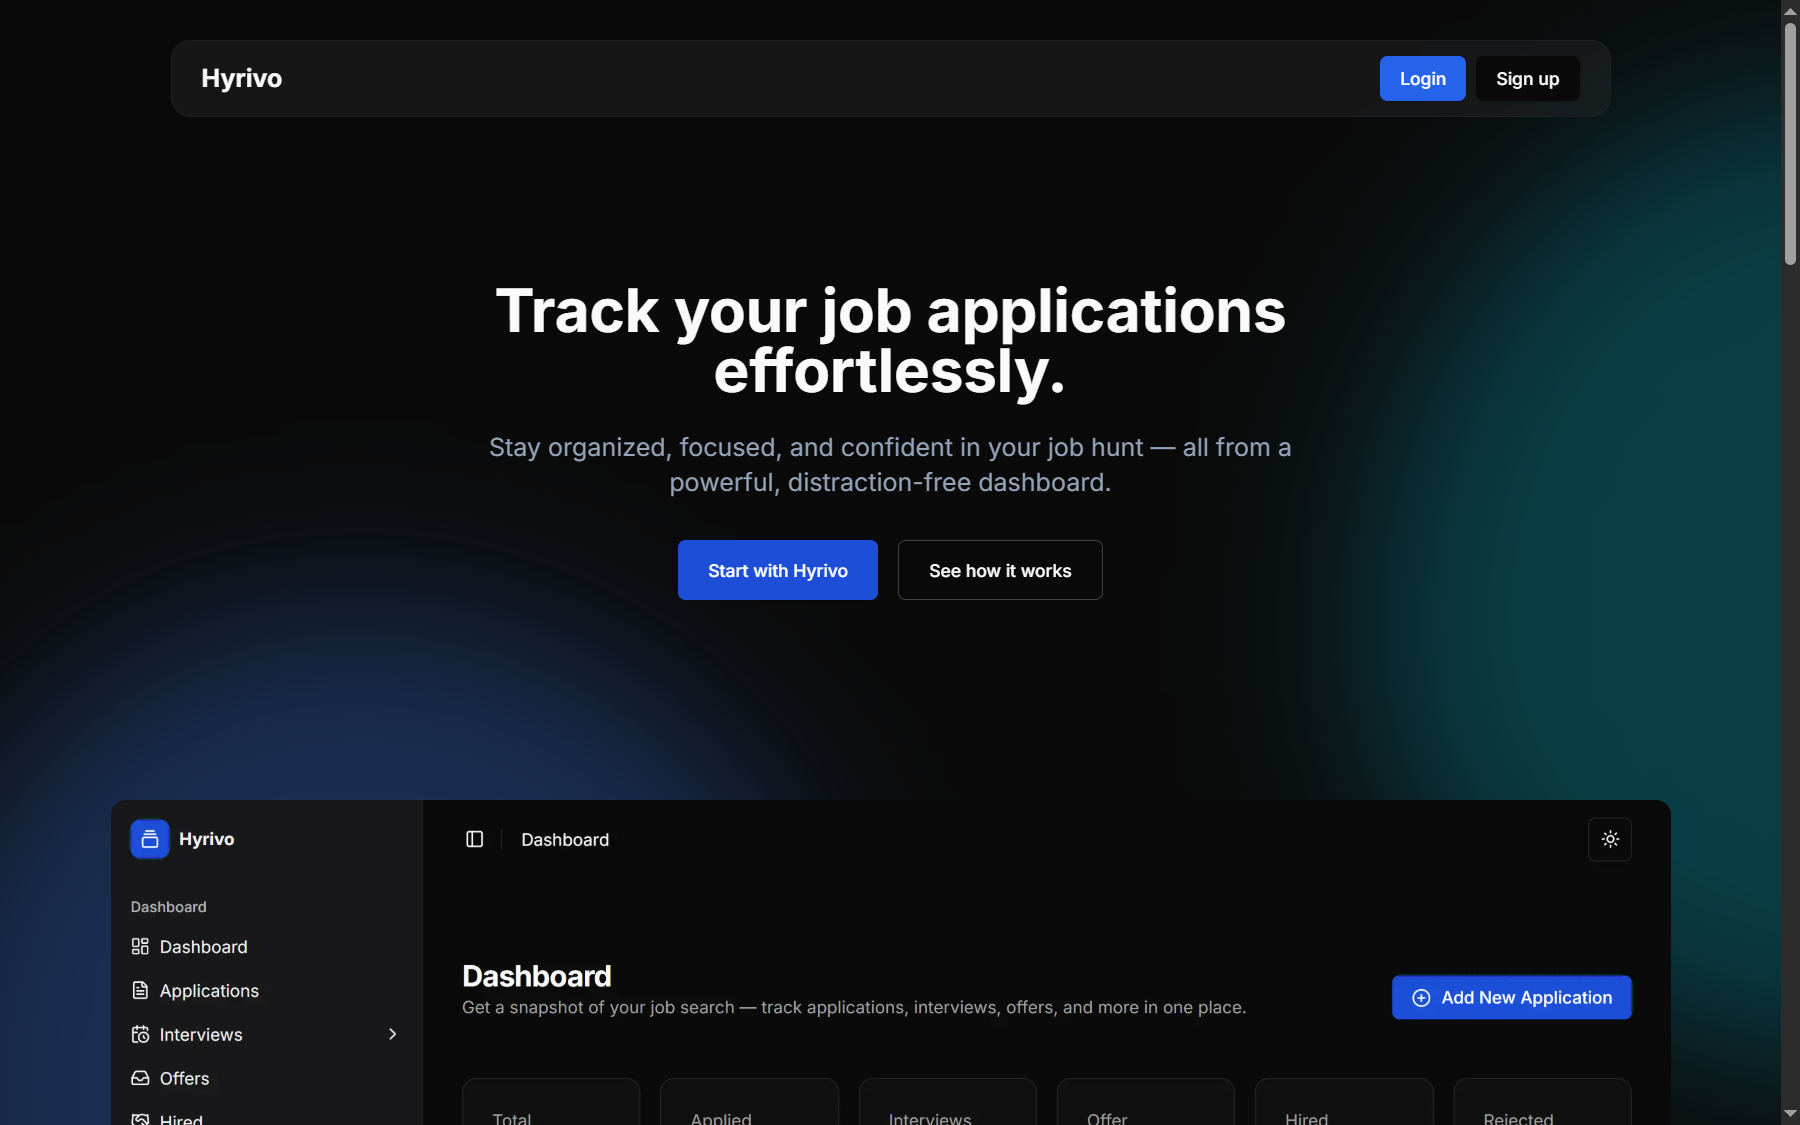 Hyrivo
Login
Sign up
Track your job applications
effortlessly.
Stay organized, focused, and confident in your job hunt — all from a
powerful, distraction-free dashboard.
Start with Hyrivo
See how it works
Hyrivo
Dashboard
Dashboard
Dashboard
Applications
Interviews
Offers
Hired
Dashboard
Get a snapshot of your job search — track applications, interviews, offers, and more in one place.
Add New Application
Total
Applied
Interviews
Offer
Hired
Rejected